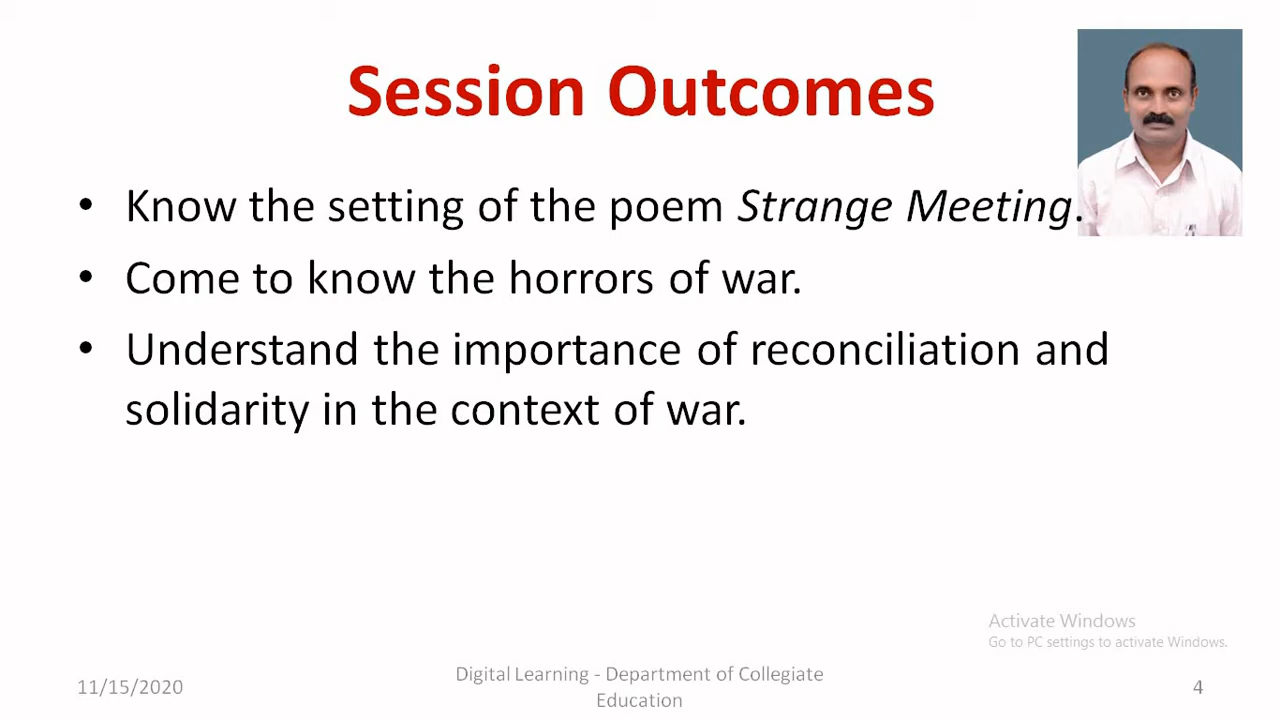 Session Outcomes
• Know the setting of the poem Strange Meeting.
• Come to know the horrors of war.
• Understand the importance of reconciliation and
solidarity in the context of war.
Activate Windows
Go to PC settings to activate Windows.
11/15/2020
Digital Learning - Department of Collegiate
Education
4